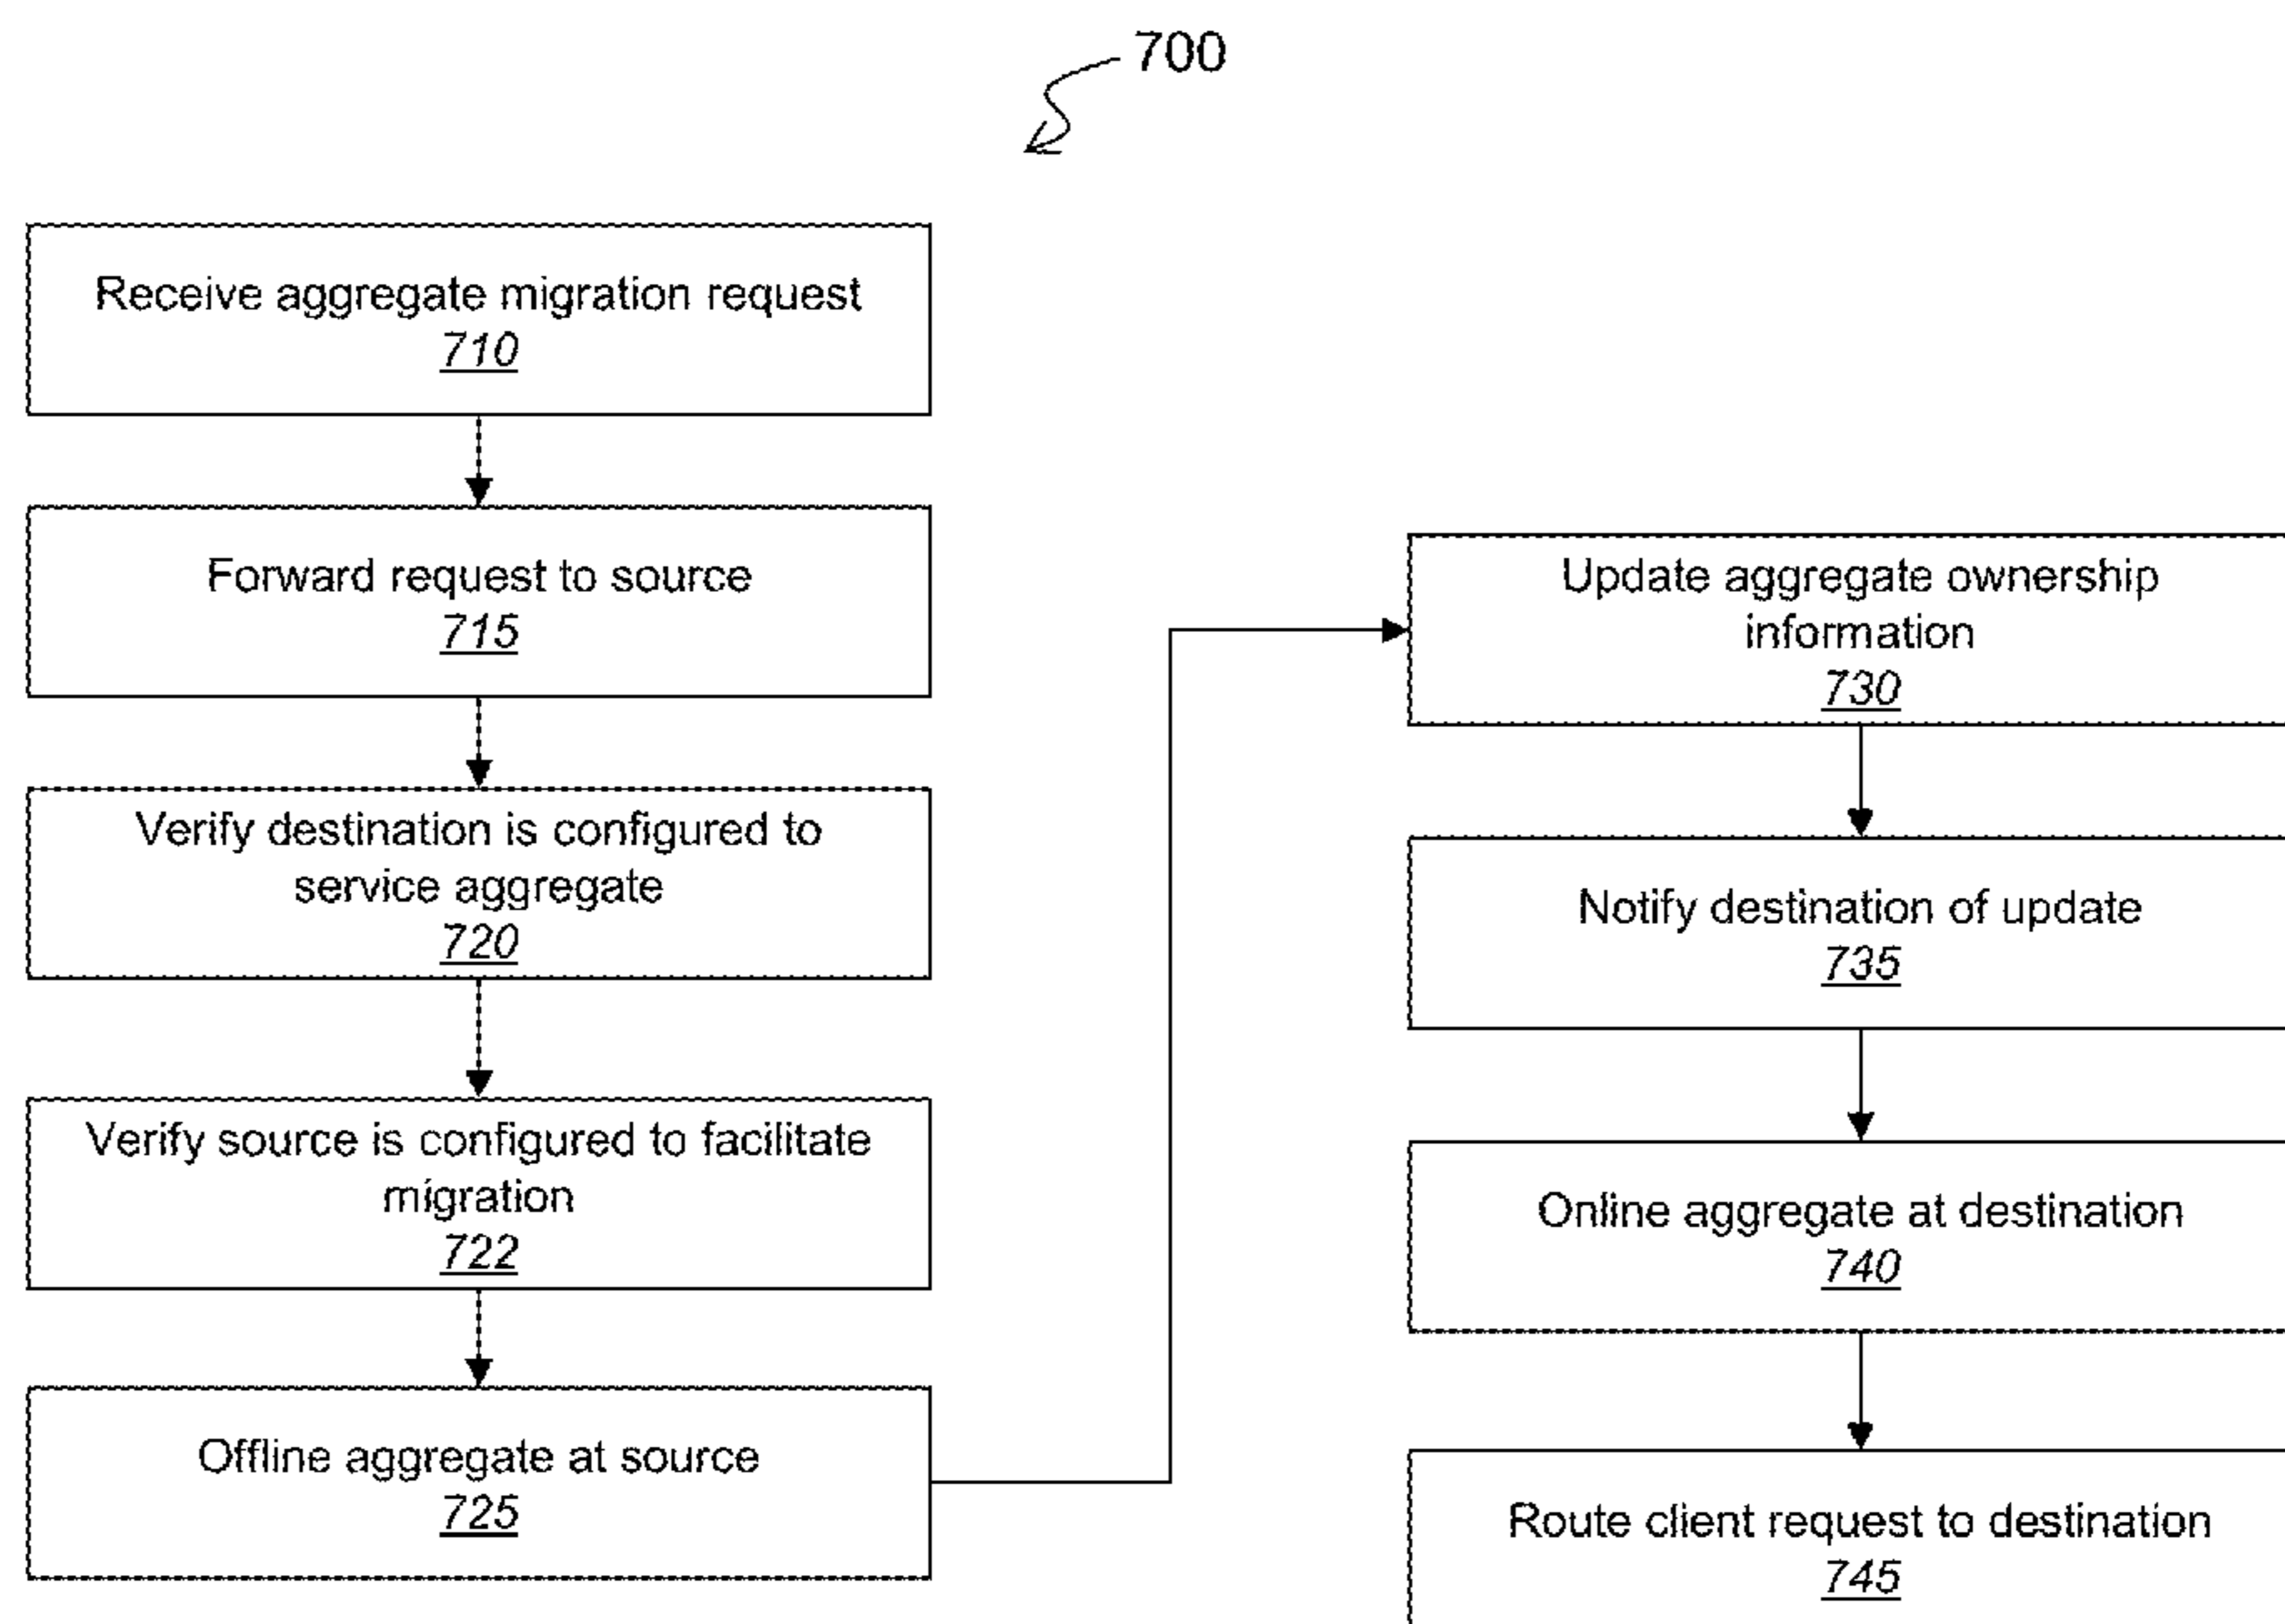 700
Receive aggregate migration request
710
Forward request to source
715
Verify destination is configured to
service aggregate
720
Verify source is configured to facilitate
migration
722
Offline aggregate at source
725
Update aggregate ownership
information
730
Notify destination of update
735
Online aggregate at destination
740
Route client request to destination
745